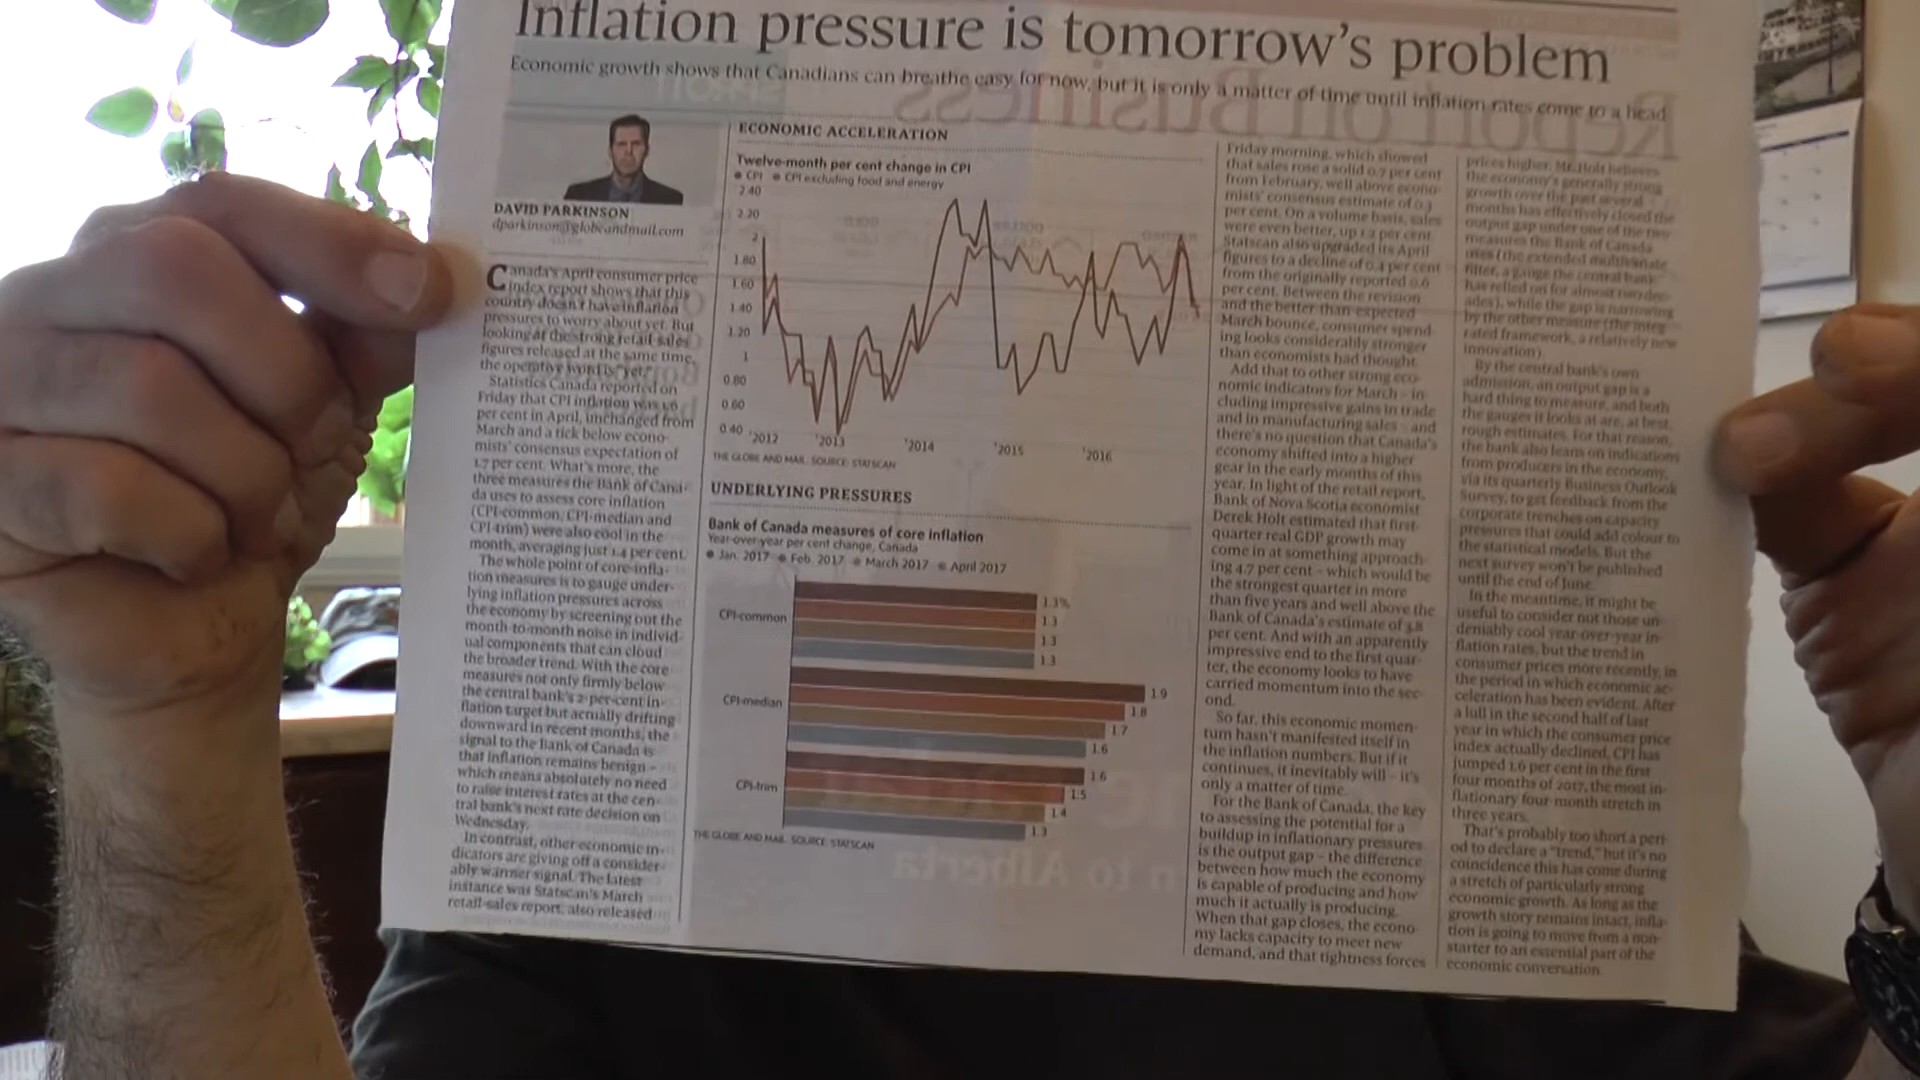 Inflation pressure is tomorrow's problem
Economic growth shows that Canadians can breathe easy for now, but it is only a matter of time until inflation rates come to a head
DAVID PARKINSON
dparkinson@globeandmail.com
Canada's April consumer price
index report shows that this
country doesn't have inflation
pressures to worry about yet. But
looking at the strong retail-sales
figures released at the same time,
the operative word is "yet."
Statistics Canada reported on
Friday that CPI inflation was 1.6
per cent in April, unchanged from
March and a tick below econo-
mists' consensus expectation of
1.7 per cent. What's more, the
three measures the Bank of Cana-
da uses to assess core inflation
(CPI-common, CPI-median and
CPI-trim) were also cool in the
month, averaging just 1.4 per cent.
The whole point of core-infla-
tion measures is to gauge under-
lying inflation pressures across
the economy by screening out the
month-to-month noise in individ-
ual components that can cloud
the broader trend. With the core
measures not only firmly below
the central bank's 2-per-cent in-
flation target but actually drifting
downward in recent months, the
signal to the Bank of Canada is
that inflation remains benign –
which means absolutely no need
to raise interest rates at the cen-
tral bank's next rate decision on
Wednesday.
In contrast, other economic in-
dicators are giving off a consider-
ably warmer signal. The latest
instance was Statscan's March
retail-sales report, also released
ECONOMIC ACCELERATION
Twelve-month per cent change in CPI
CPI CPI excluding food and energy
2.40
2.20
2
1.80
1.60
1.40
1.20
1
0.80
0.60
0.40
'2012 '2013 '2014 '2015 '2016
THE GLOBE AND MAIL. SOURCE: STATSCAN
UNDERLYING PRESSURES
Bank of Canada measures of core inflation
Year-over-year per cent change, Canada
Jan. 2017 Feb. 2017 March 2017 April 2017
CPI-common
1.3%
1.3
1.3
1.3
CPI-median
1.9
1.8
1.7
1.6
CPI-trim
1.6
1.5
1.4
1.3
THE GLOBE AND MAIL. SOURCE: STATSCAN
Friday morning, which showed
that sales rose a solid 0.7 per cent
from February, well above econo-
mists' consensus estimate of 0.3
per cent. On a volume basis, sales
were even better, up 1.2 per cent.
Statscan also upgraded its April
figures to a decline of 0.4 per cent
from the originally reported 0.6
per cent. Between the revision
and the better-than-expected
March bounce, consumer spend-
ing looks considerably stronger
than economists had thought.
Add that to other strong eco-
nomic indicators for March – in-
cluding impressive gains in trade
and in manufacturing sales – and
there's no question that Canada's
economy shifted into a higher
gear in the early months of this
year. In light of the retail report,
Bank of Nova Scotia economist
Derek Holt estimated that first-
quarter real GDP growth may
come in at something approach-
ing 4.7 per cent – which would be
the strongest quarter in more
than five years and well above the
Bank of Canada's estimate of 3.8
per cent. And with an apparently
impressive end to the first quar-
ter, the economy looks to have
carried momentum into the sec-
ond.
So far, this economic momen-
tum hasn't manifested itself in
the inflation numbers. But if it
continues, it inevitably will – it's
only a matter of time.
For the Bank of Canada, the key
to assessing the potential for a
buildup in inflationary pressures
is the output gap – the difference
between how much the economy
is capable of producing and how
much it actually is producing.
When that gap closes, the econo-
my lacks capacity to meet new
demand, and that tightness forces
prices higher. Mr. Holt believes
the economy's generally strong
growth over the past several
months has effectively closed the
output gap under one of the two
measures the Bank of Canada
uses (the extended multivariate
filter, a gauge the central bank
has relied on for almost two dec-
ades), while the gap is narrowing
by the other measure (the integ-
rated framework, a relatively new
innovation).
By the central bank's own
admission, an output gap is a
hard thing to measure, and both
the gauges it looks at are, at best,
rough estimates. For that reason,
the bank also leans on indications
from producers in the economy,
via its quarterly Business Outlook
Survey, to get feedback from the
corporate trenches on capacity
pressures that could add colour to
the statistical models. But the
next survey won't be published
until the end of June.
In the meantime, it might be
useful to consider not those un-
deniably cool year-over-year in-
flation rates, but the trend in
consumer prices more recently, in
the period in which economic ac-
celeration has been evident. After
a lull in the second half of last
year in which the consumer price
index actually declined, CPI has
jumped 1.6 per cent in the first
four months of 2017, the most in-
flationary four-month stretch in
three years.
That's probably too short a peri-
od to declare a "trend," but it's no
coincidence this has come during
a stretch of particularly strong
economic growth. As long as the
growth story remains intact, infla-
tion is going to move from a non-
starter to an essential part of the
economic conversation.